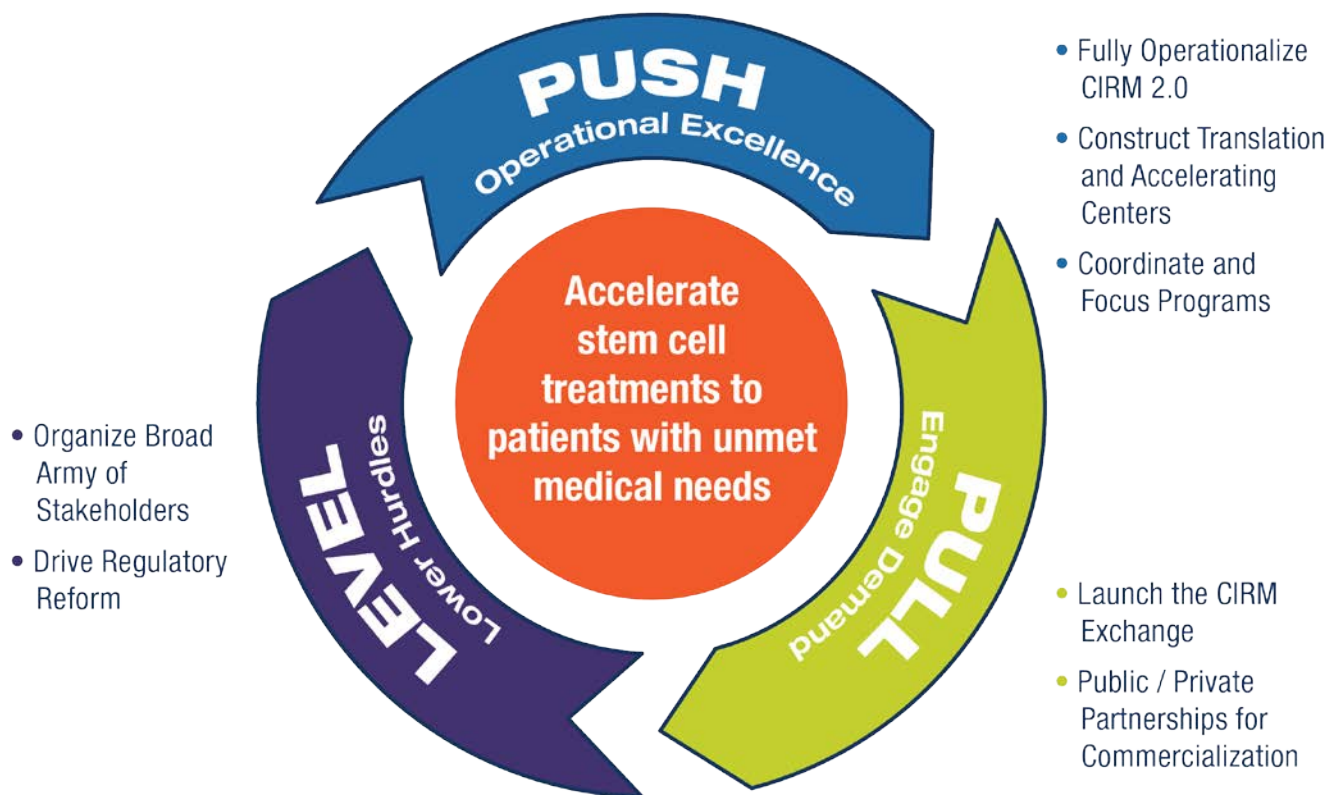 PUSH
Operational Excellence
• Fully Operationalize
CIRM 2.0
• Construct Translation
and Accelerating
Centers
• Coordinate and
Focus Programs
Accelerate
stem cell
treatments to
patients with unmet
medical needs
PULL
Engage Demand
• Launch the CIRM
Exchange
• Public / Private
Partnerships for
Commercialization
LEVEL
Lower Hurdles
• Organize Broad
Army of
Stakeholders
• Drive Regulatory
Reform